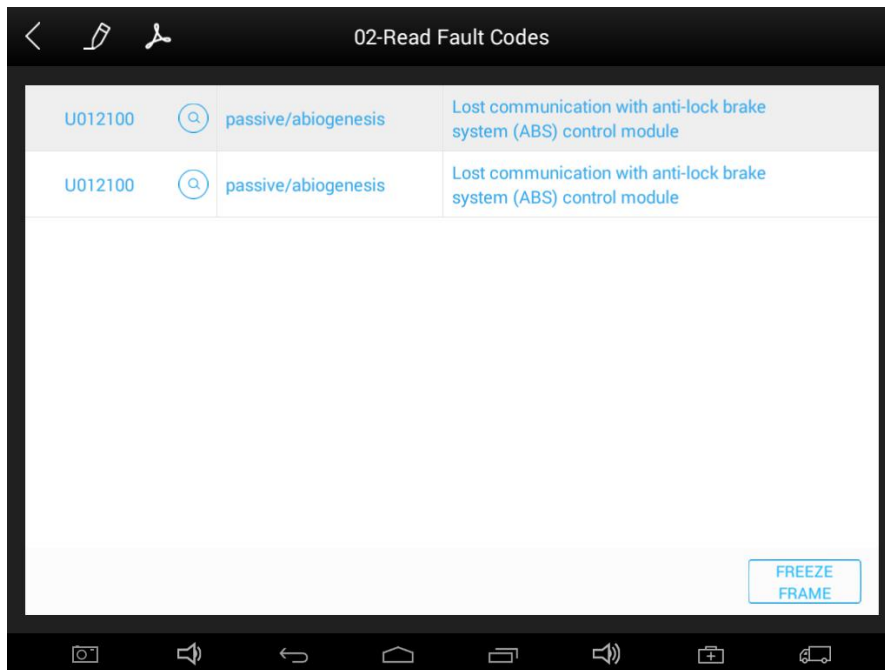 02-Read Fault Codes
U012100 passive/abiogenesis Lost communication with anti-lock brake
system (ABS) control module
U012100 passive/abiogenesis Lost communication with anti-lock brake
system (ABS) control module
FREEZE
FRAME